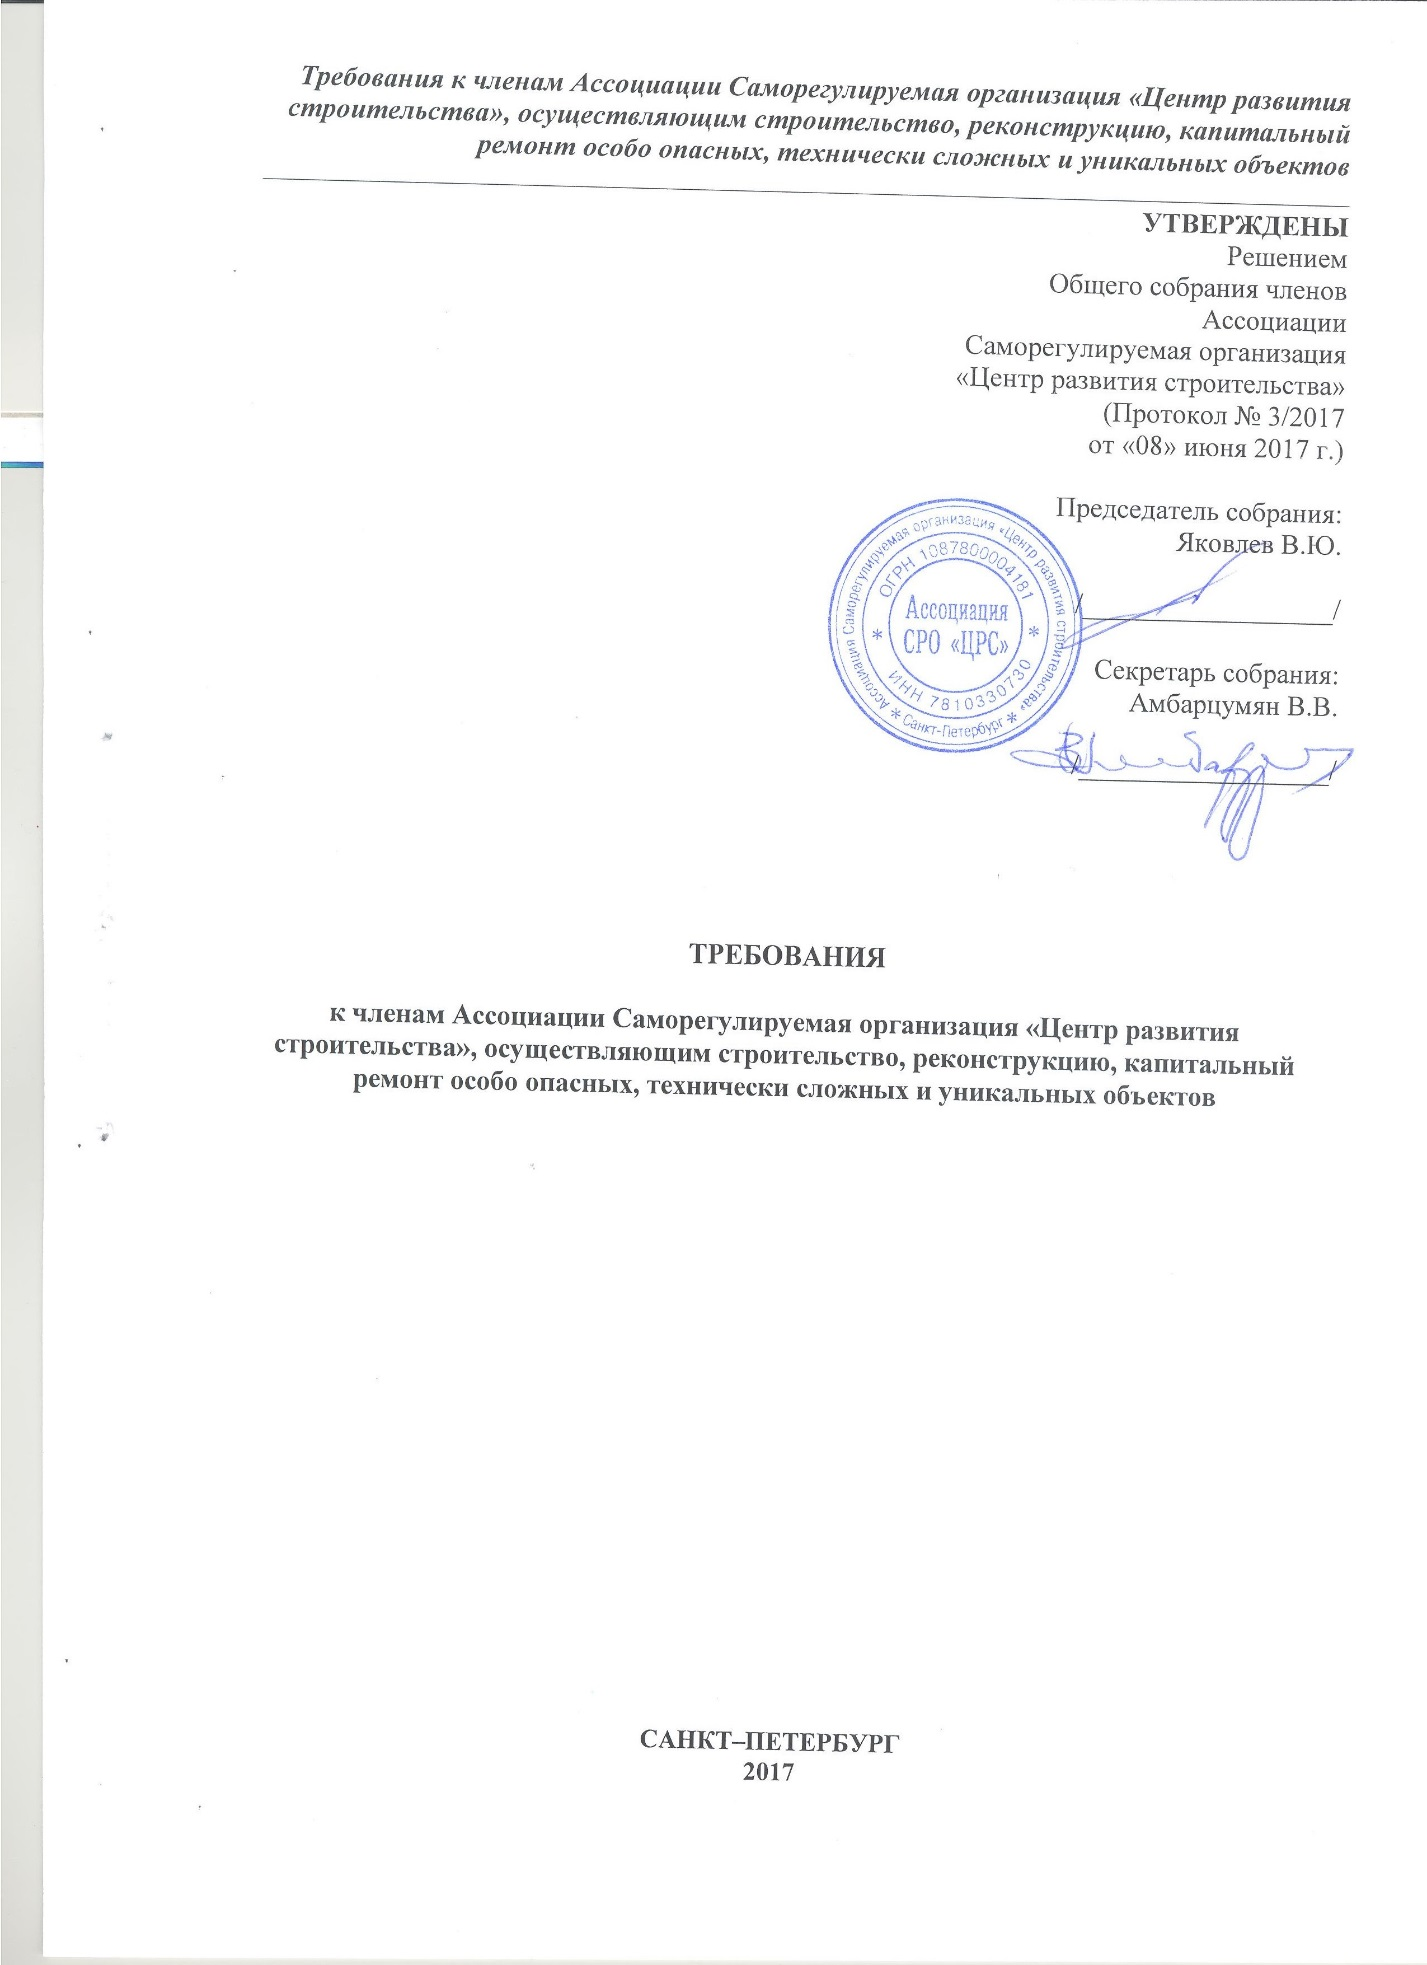 Требования к членам Ассоциации Саморегулируемая организация «Центр развития
строительства», осуществляющим строительство, реконструкцию, капитальный
ремонт особо опасных, технически сложных и уникальных объектов
УТВЕРЖДЕНЫ
Решением
Общего собрания членов
Ассоциации
Саморегулируемая организация
«Центр развития строительства»
(Протокол № 3/2017
от «08» июня 2017 г.)
Председатель собрания:
Яковлев В.Ю.
/ /
Ассоциация Саморегулируемая организация «Центр развития строительства»
* Санкт-Петербург *
ОГРН 1087800004181
* ИНН 7810330730 *
Ассоциация
СРО «ЦРС»
Секретарь собрания:
Амбарцумян В.В.
/ /
ТРЕБОВАНИЯ
к членам Ассоциации Саморегулируемая организация «Центр развития
строительства», осуществляющим строительство, реконструкцию, капитальный
ремонт особо опасных, технически сложных и уникальных объектов
САНКТ–ПЕТЕРБУРГ
2017